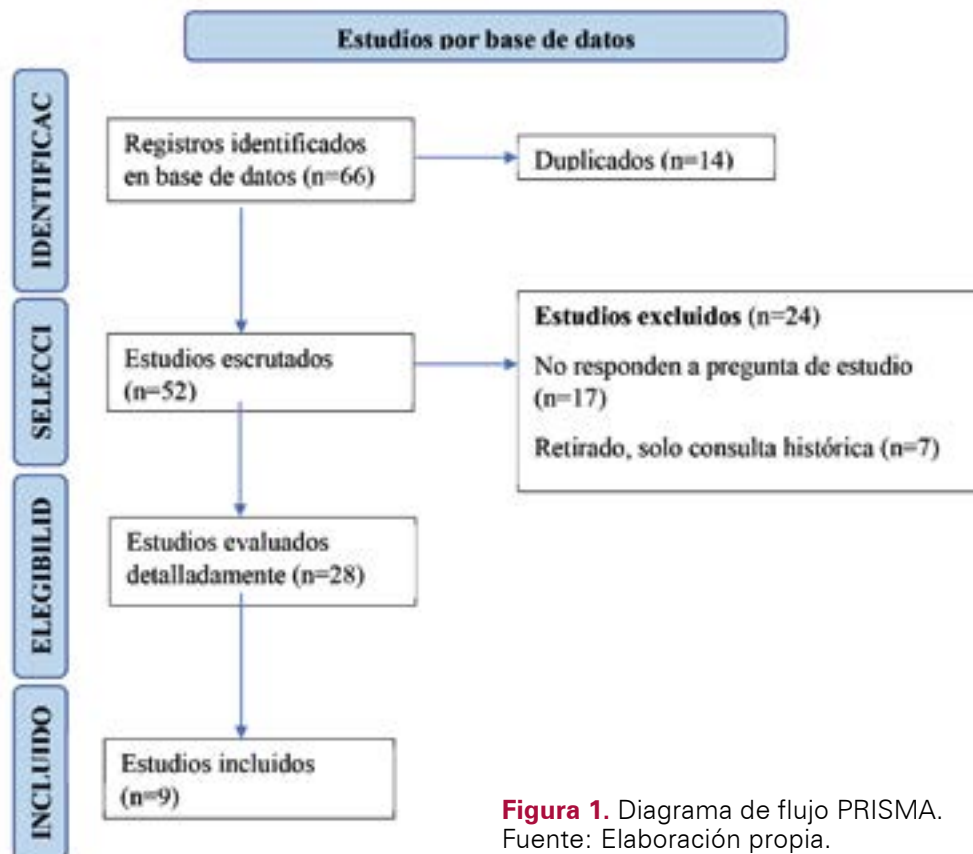 Estudios por base de datos
IDENTIFICAC
Registros identificados
en base de datos (n=66)
Duplicados (n=14)
SELECCI
Estudios escrutados
(n=52)
Estudios excluidos (n=24)
No responden a pregunta de estudio
(n=17)
Retirado, solo consulta histórica (n=7)
ELEGIBILID
Estudios evaluados
detalladamente (n=28)
INCLUIDO
Estudios incluidos
(n=9)
Figura 1. Diagrama de flujo PRISMA.
Fuente: Elaboración propia.